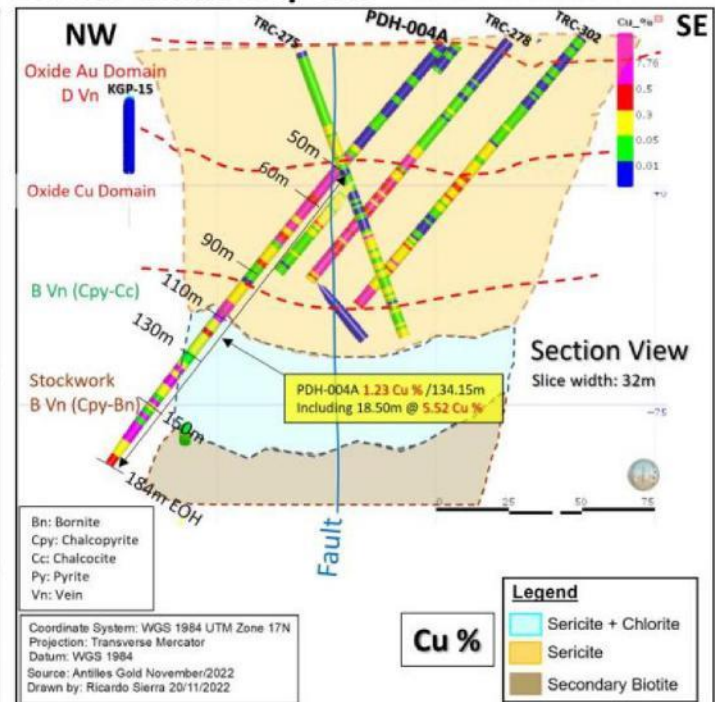 NW
SE
TRC-275
PDH-004A
TRC-278
TRC-302
Cu_%
7.76
0.5
0.3
0.05
0.01
Oxide Au Domain
D Vn
KGP-15
50m
60m
Oxide Cu Domain
90m
B Vn (Cpy-Cc)
110m
130m
Section View
Slice width: 32m
Stockwork
B Vn (Cpy-Bn)
PDH-004A 1.23 Cu % /134.15m
Including 18.50m @ 5.52 Cu %
-75
160m
184m EOH
0 25 50 75
Fault
Bn: Bornite
Cpy: Chalcopyrite
Cc: Chalcocite
Py: Pyrite
Vn: Vein
Coordinate System: WGS 1984 UTM Zone 17N
Projection: Transverse Mercator
Datum: WGS 1984
Source: Antilles Gold November/2022
Drawn by: Ricardo Sierra 20/11/2022
Cu %
Legend
Sericite + Chlorite
Sericite
Secondary Biotite